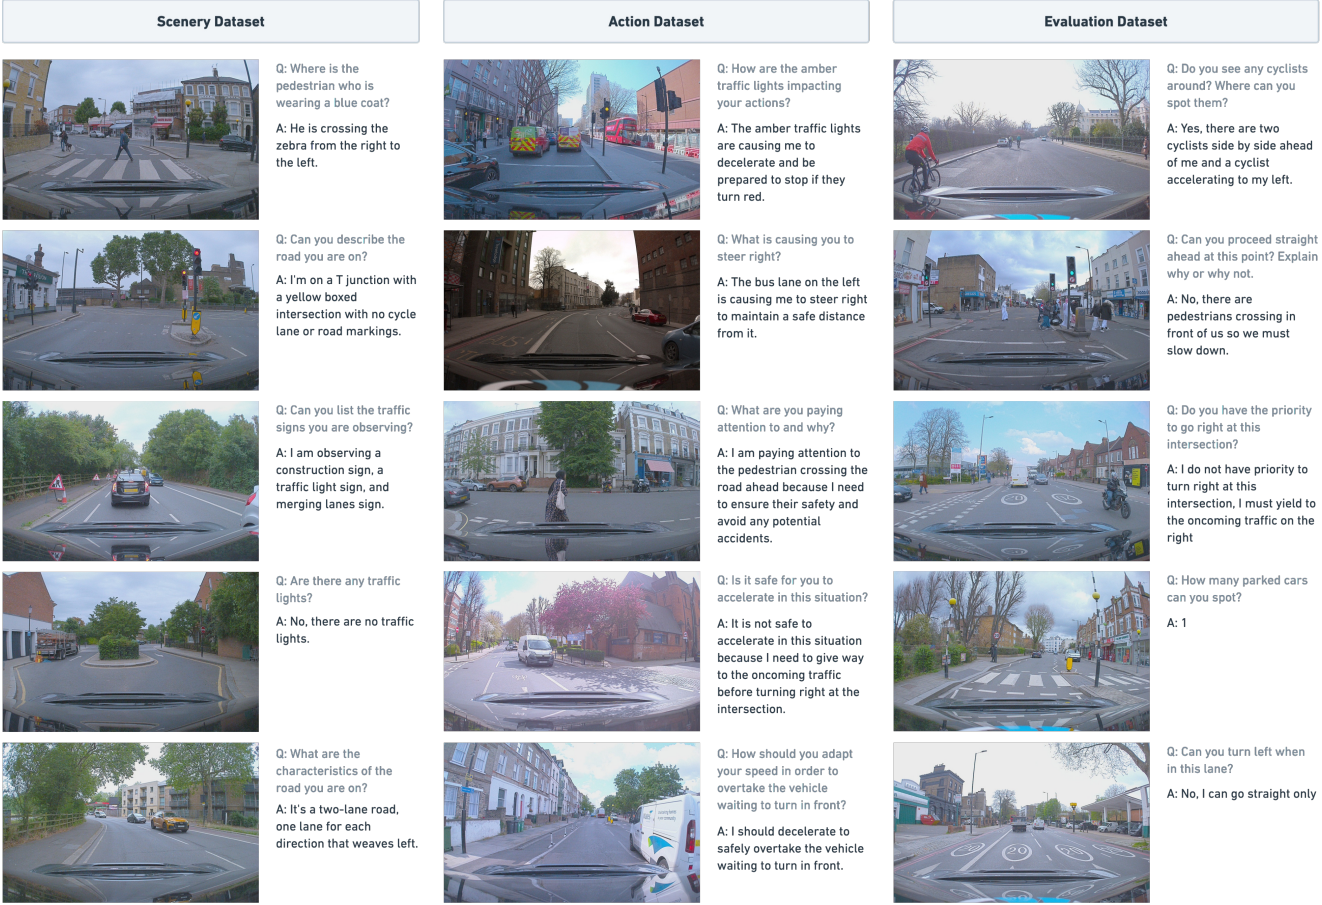 Scenery Dataset
Q: Where is the
pedestrian who is
wearing a blue coat?
A: He is crossing the
zebra from the right to
the left.
Q: Can you describe the
road you are on?
A: I'm on a T junction with
a yellow boxed
intersection with no cycle
lane or road markings.
Q: Can you list the traffic
signs you are observing?
A: I am observing a
construction sign, a
traffic light sign, and
merging lanes sign.
Q: Are there any traffic
lights?
A: No, there are no traffic
lights.
Q: What are the
characteristics of the
road you are on?
A: It's a two-lane road,
one lane for each
direction that weaves left.
Action Dataset
Q: How are the amber
traffic lights impacting
your actions?
A: The amber traffic lights
are causing me to
decelerate and be
prepared to stop if they
turn red.
Q: What is causing you to
steer right?
A: The bus lane on the left
is causing me to steer right
to maintain a safe distance
from it.
Q: What are you paying
attention to and why?
A: I am paying attention to
the pedestrian crossing the
road ahead because I need
to ensure their safety and
avoid any potential
accidents.
Q: Is it safe for you to
accelerate in this situation?
A: It is not safe to
accelerate in this situation
because I need to give way
to the oncoming traffic
before turning right at the
intersection.
Q: How should you adapt
your speed in order to
overtake the vehicle
waiting to turn in front?
A: I should decelerate to
safely overtake the vehicle
waiting to turn in front.
Evaluation Dataset
Q: Do you see any cyclists
around? Where can you
spot them?
A: Yes, there are two
cyclists side by side ahead
of me and a cyclist
accelerating to my left.
Q: Can you proceed straight
ahead at this point? Explain
why or why not.
A: No, there are
pedestrians crossing in
front of us so we must
slow down.
Q: Do you have the priority
to go right at this
intersection?
A: I do not have priority to
turn right at this
intersection, I must yield to
the oncoming traffic on the
right
20
Q: How many parked cars
can you spot?
A: 1
Q: Can you turn left when
in this lane?
A: No, I can go straight only
20
20